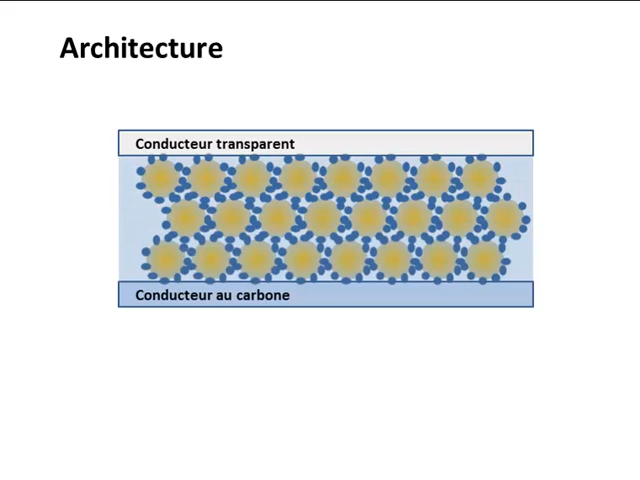 Architecture
Conducteur transparent
Conducteur au carbone